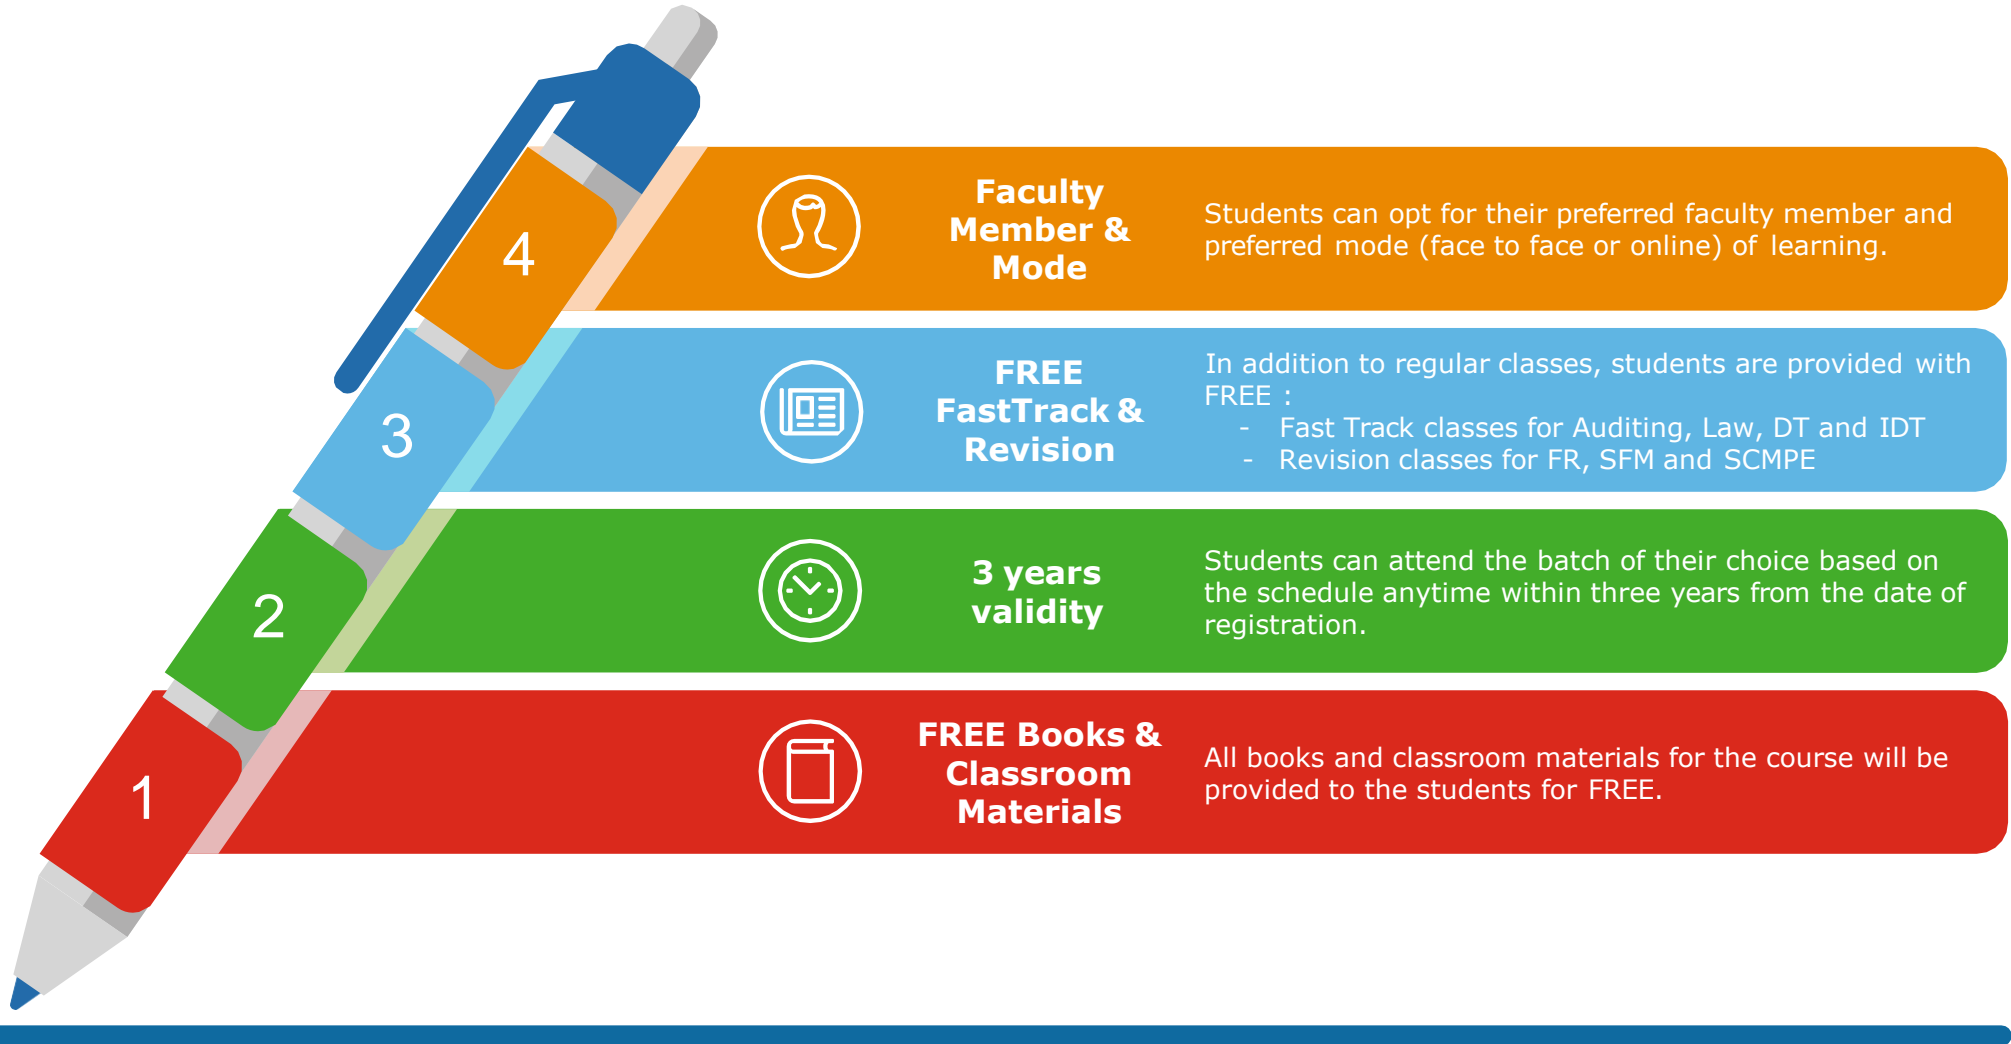 4
Faculty
Member &
Mode
Students can opt for their preferred faculty member and
preferred mode (face to face or online) of learning.
3
FREE
FastTrack &
Revision
In addition to regular classes, students are provided with
FREE :
- Fast Track classes for Auditing, Law, DT and IDT
- Revision classes for FR, SFM and SCMPE
2
3 years
validity
Students can attend the batch of their choice based on
the schedule anytime within three years from the date of
registration.
1
FREE Books &
Classroom
Materials
All books and classroom materials for the course will be
provided to the students for FREE.